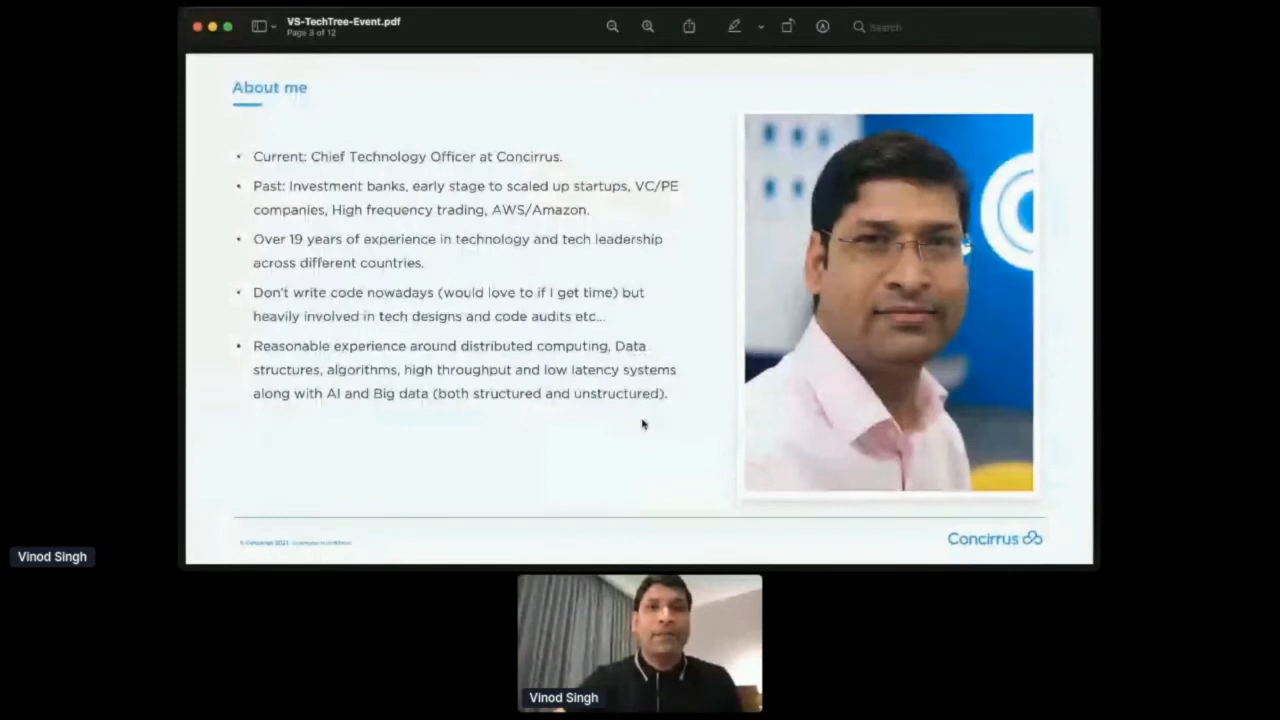 VS-TechTree-Event.pdf
Page 3 of 12
Search
About me
• Current: Chief Technology Officer at Concirrus.
• Past: Investment banks, early stage to scaled up startups, VC/PE
companies, High frequency trading, AWS/Amazon.
• Over 19 years of experience in technology and tech leadership
across different countries.
• Don't write code nowadays (would love to if I get time) but
heavily involved in tech designs and code audits etc...
• Reasonable experience around distributed computing, Data
structures, algorithms, high throughput and low latency systems
along with AI and Big data (both structured and unstructured).
© Concirrus 2021
Concirrus
Vinod Singh
Vinod Singh